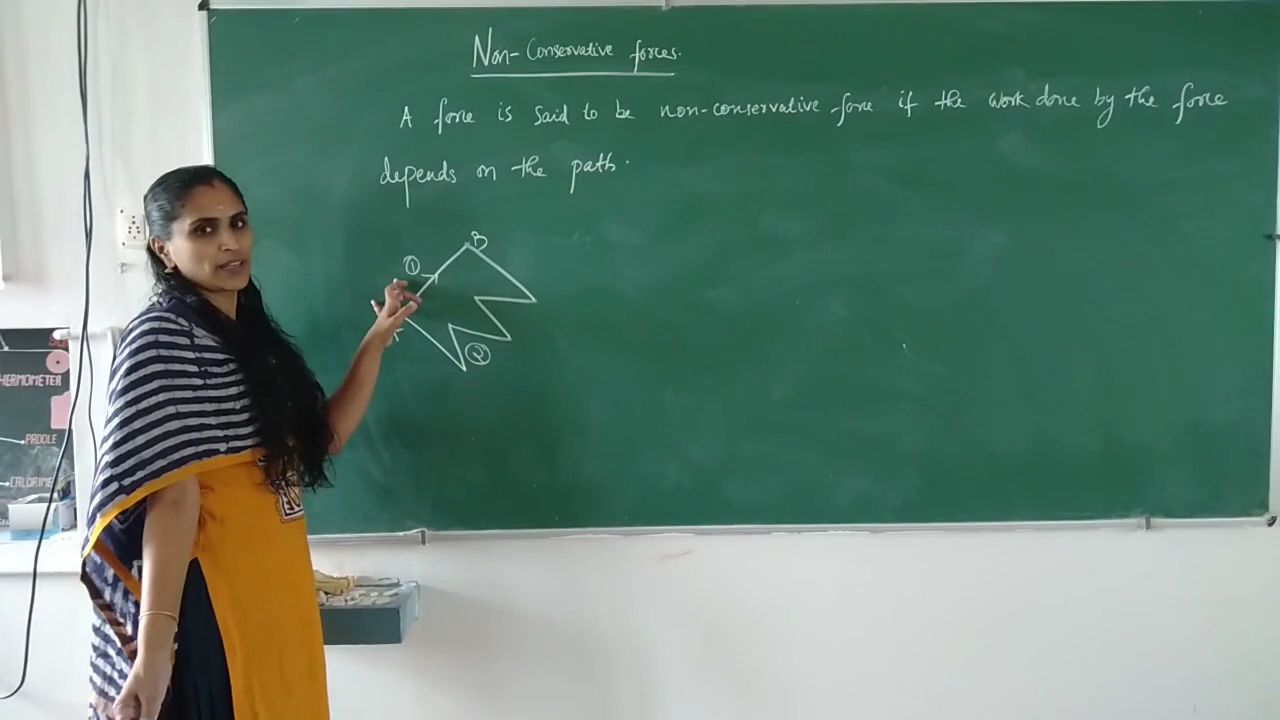 Non-Conservative forces.
A force is said to be non-conservative force if the work done by the force
depends on the path.
B
①
②
THERMOMETER
PADDLE